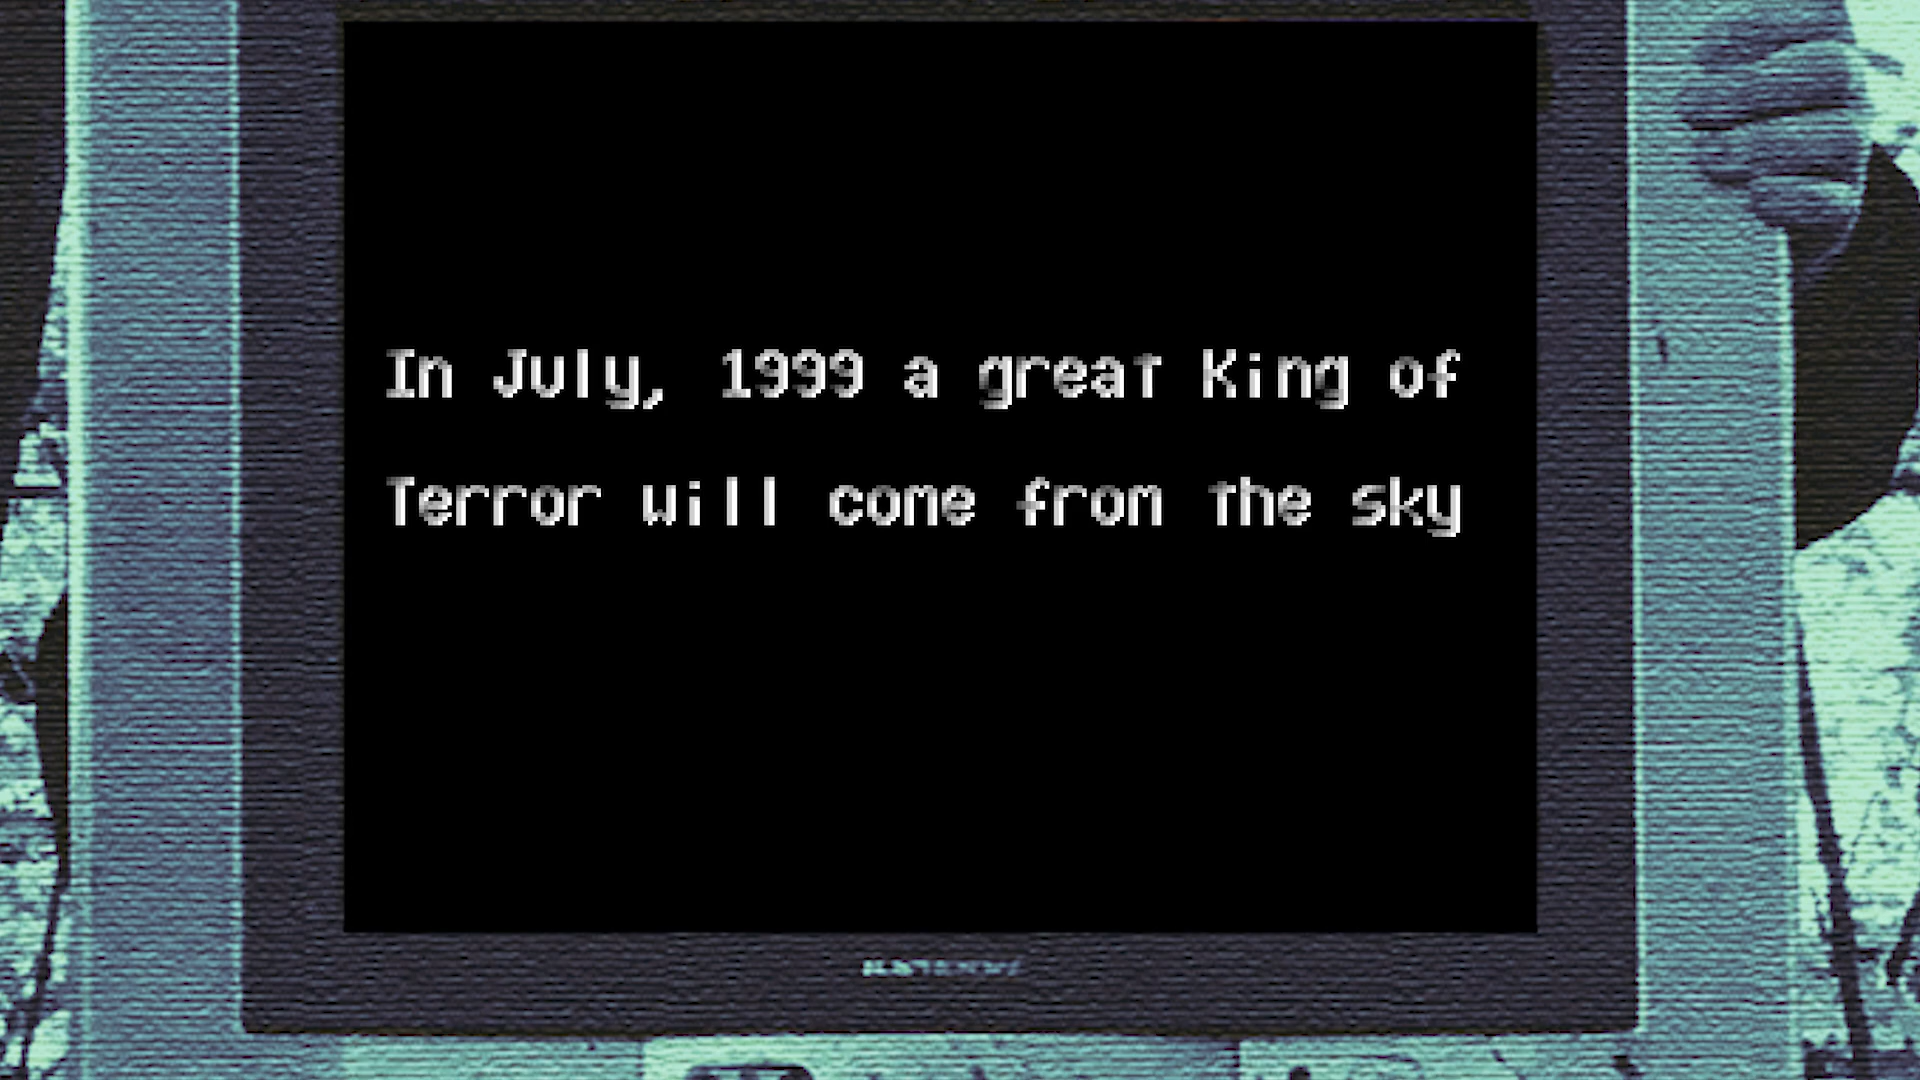 In July, 1999 a great King of
Terror will come from the sky